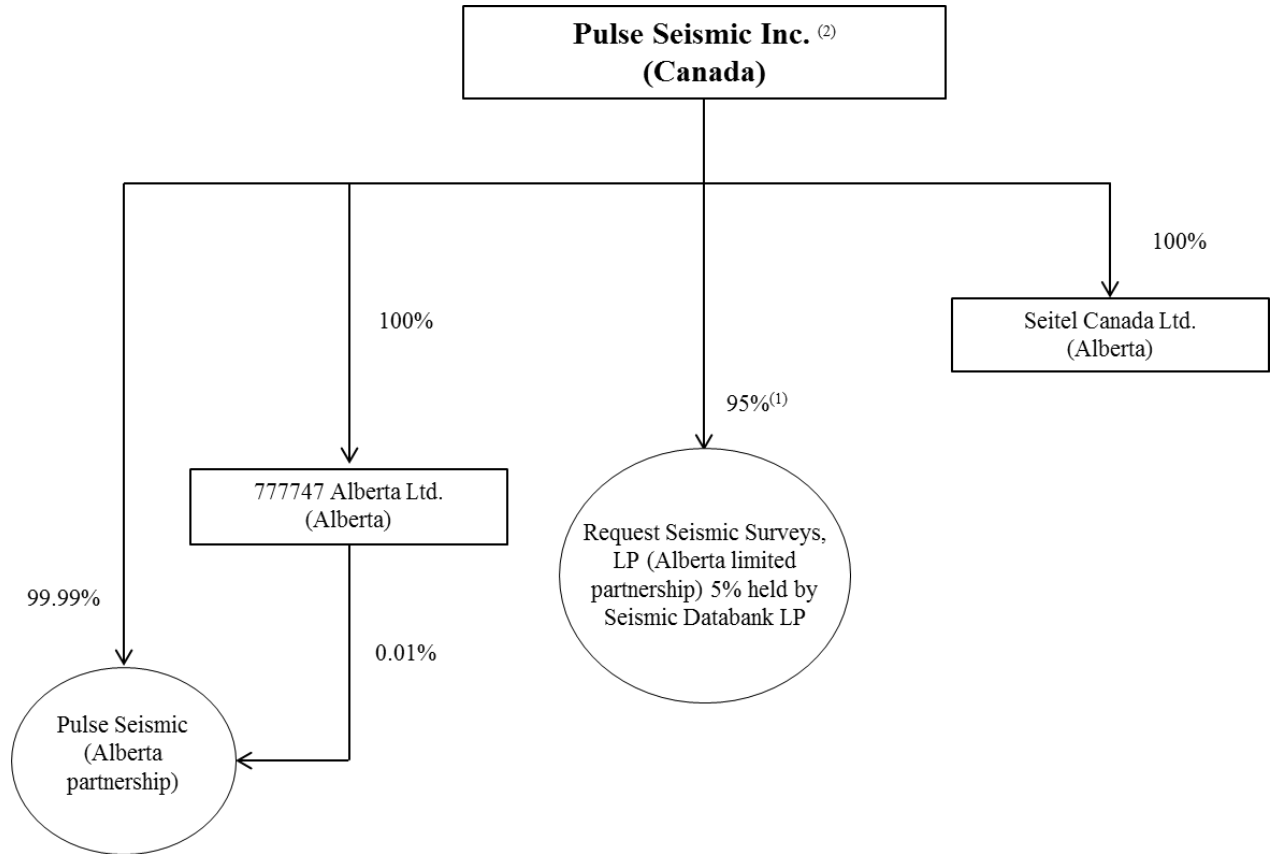 Pulse Seismic Inc. (2)
(Canada)
100%
Seitel Canada Ltd.
(Alberta)
100%
95%(1)
777747 Alberta Ltd.
(Alberta)
Request Seismic Surveys,
LP (Alberta limited
partnership) 5% held by
Seismic Databank LP
99.99%
0.01%
Pulse Seismic
(Alberta
partnership)